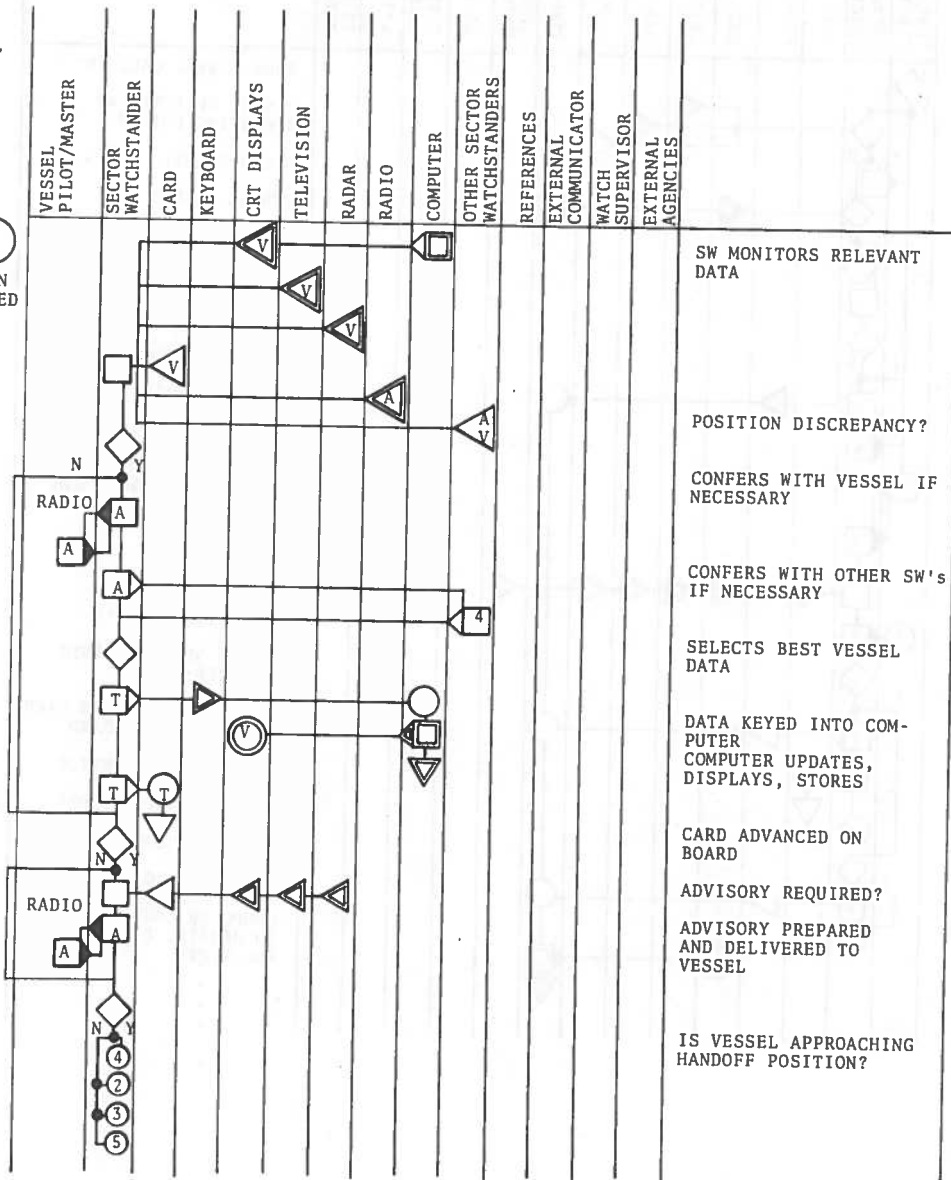 VESSEL
PILOT/MASTER
SECTOR
WATCHSTANDER
CARD
KEYBOARD
CRT DISPLAYS
TELEVISION
RADAR
RADIO
COMPUTER
OTHER SECTOR
WATCHSTANDERS
REFERENCES
EXTERNAL
COMMUNICATOR
WATCH
SUPERVISOR
EXTERNAL
AGENCIES
N
ED
V
SW MONITORS RELEVANT
DATA
V
V
V
A
A
V
POSITION DISCREPANCY?
N Y
CONFERS WITH VESSEL IF
NECESSARY
RADIO
A
A
CONFERS WITH OTHER SW's
IF NECESSARY
A
4
SELECTS BEST VESSEL
DATA
T
V
DATA KEYED INTO COM-
PUTER
COMPUTER UPDATES,
DISPLAYS, STORES
T
T
CARD ADVANCED ON
BOARD
N Y
ADVISORY REQUIRED?
RADIO
A
A
ADVISORY PREPARED
AND DELIVERED TO
VESSEL
N Y
IS VESSEL APPROACHING
HANDOFF POSITION?
4
2
3
5